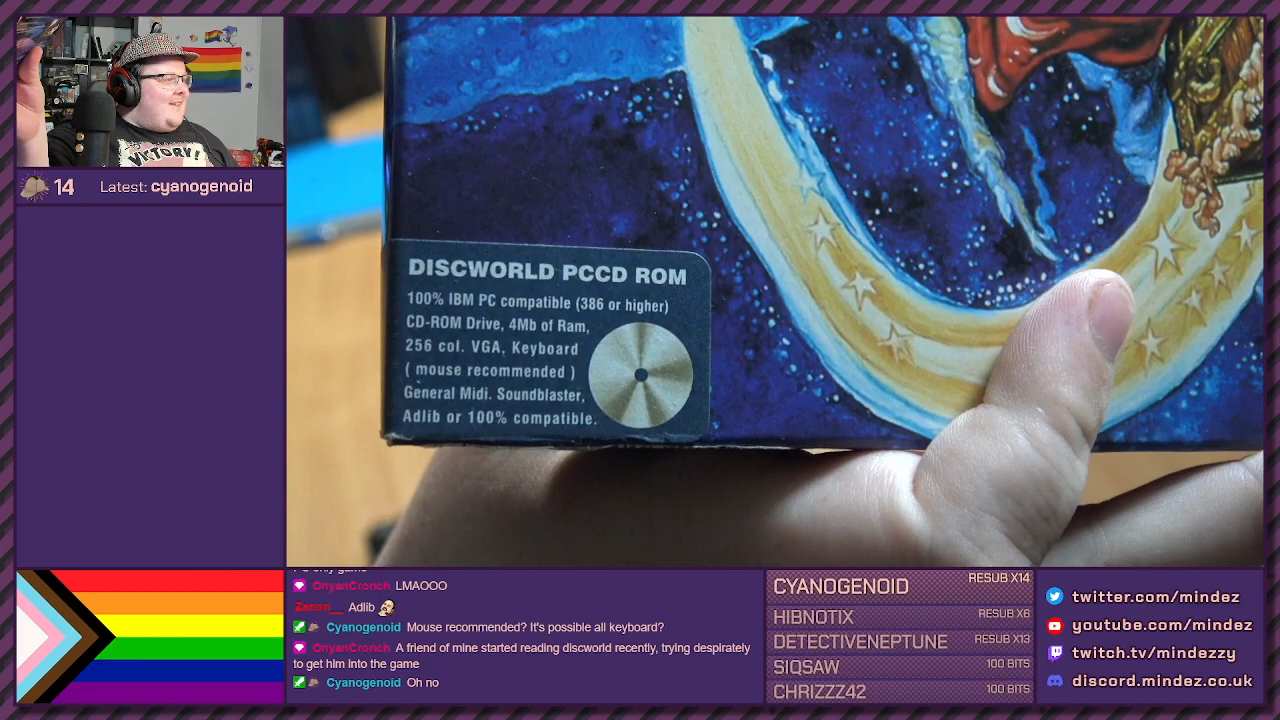 VICTORY!
14 Latest: cyanogenoid
DISCWORLD PCCD ROM
100% IBM PC compatible (386 or higher)
CD-ROM Drive, 4Mb of Ram,
256 col. VGA, Keyboard
( mouse recommended )
General Midi. Soundblaster,
Adlib or 100% compatible.
OnyanCronch LMAOOO
Zanon__ Adlib
Cyanogenoid Mouse recommended? It's possible all keyboard?
OnyanCronch A friend of mine started reading discworld recently, trying despirately
to get him into the game
Cyanogenoid Oh no
CYANOGENOID RESUB X14
HIBNOTIX RESUB X6
DETECTIVENEPTUNE RESUB X13
SIQSAW 100 BITS
CHRIZZZ42 100 BITS
twitter.com/mindez
youtube.com/mindez
twitch.tv/mindezzy
discord.mindez.co.uk